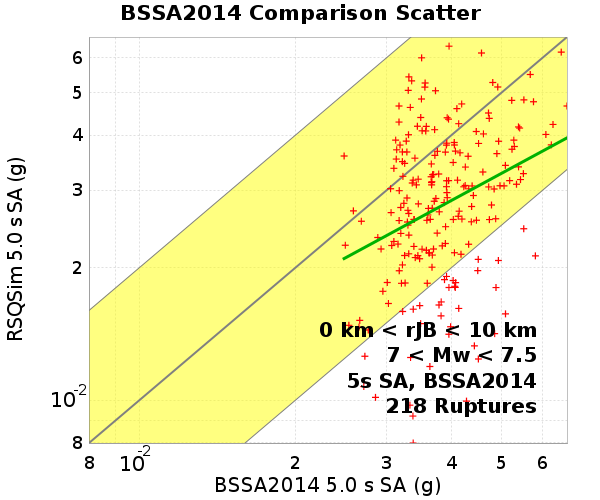 BSSA2014 Comparison Scatter
RSQSim 5.0 s SA (g)
6
5
4
3
2
10^-2
8
0 km < rJB < 10 km
7 < Mw < 7.5
5s SA, BSSA2014
218 Ruptures
8 10^-2 2 3 4 5 6
BSSA2014 5.0 s SA (g)